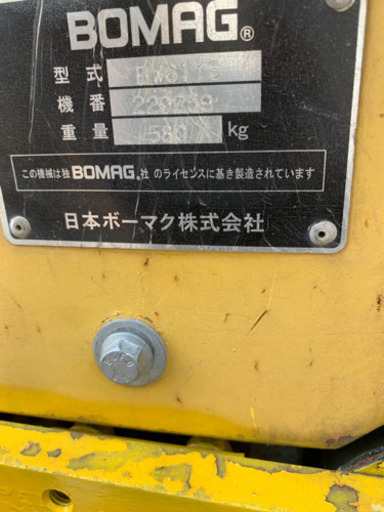 BOMAG®
型式
機番
重量 580 kg
この機械は独BOMAG社のライセンスに基き製造されています
日本ボーマク株式会社